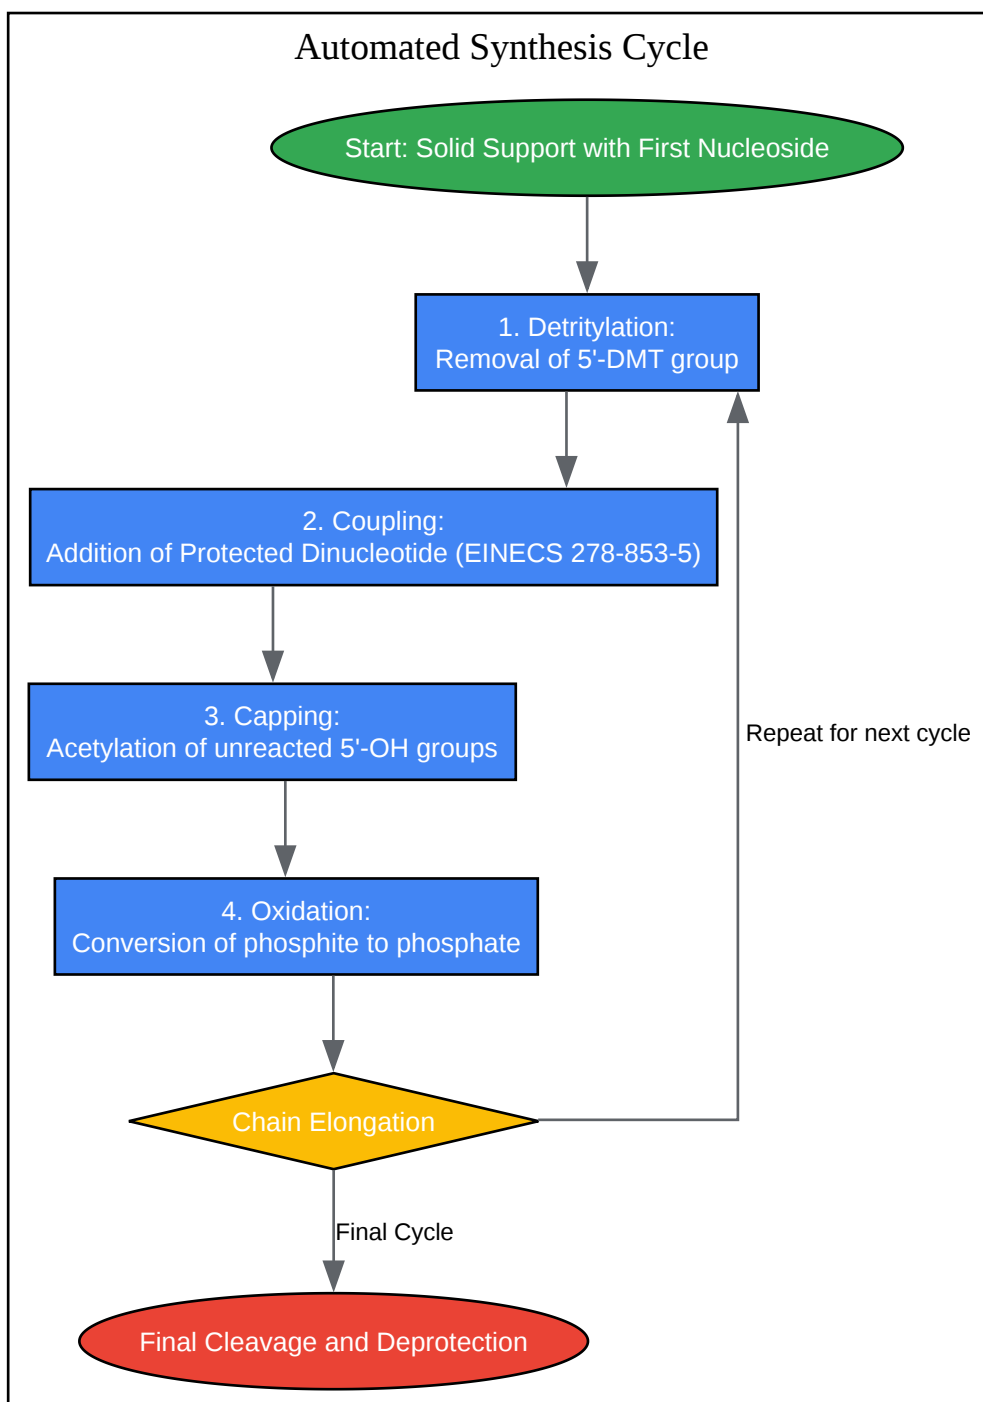 Automated Synthesis Cycle
Start: Solid Support with First Nucleoside
1. Detritylation:
Removal of 5'-DMT group
2. Coupling:
Addition of Protected Dinucleotide (EINECS 278-853-5)
3. Capping:
Acetylation of unreacted 5'-OH groups
Repeat for next cycle
4. Oxidation:
Conversion of phosphite to phosphate
Chain Elongation
Final Cycle
Final Cleavage and Deprotection